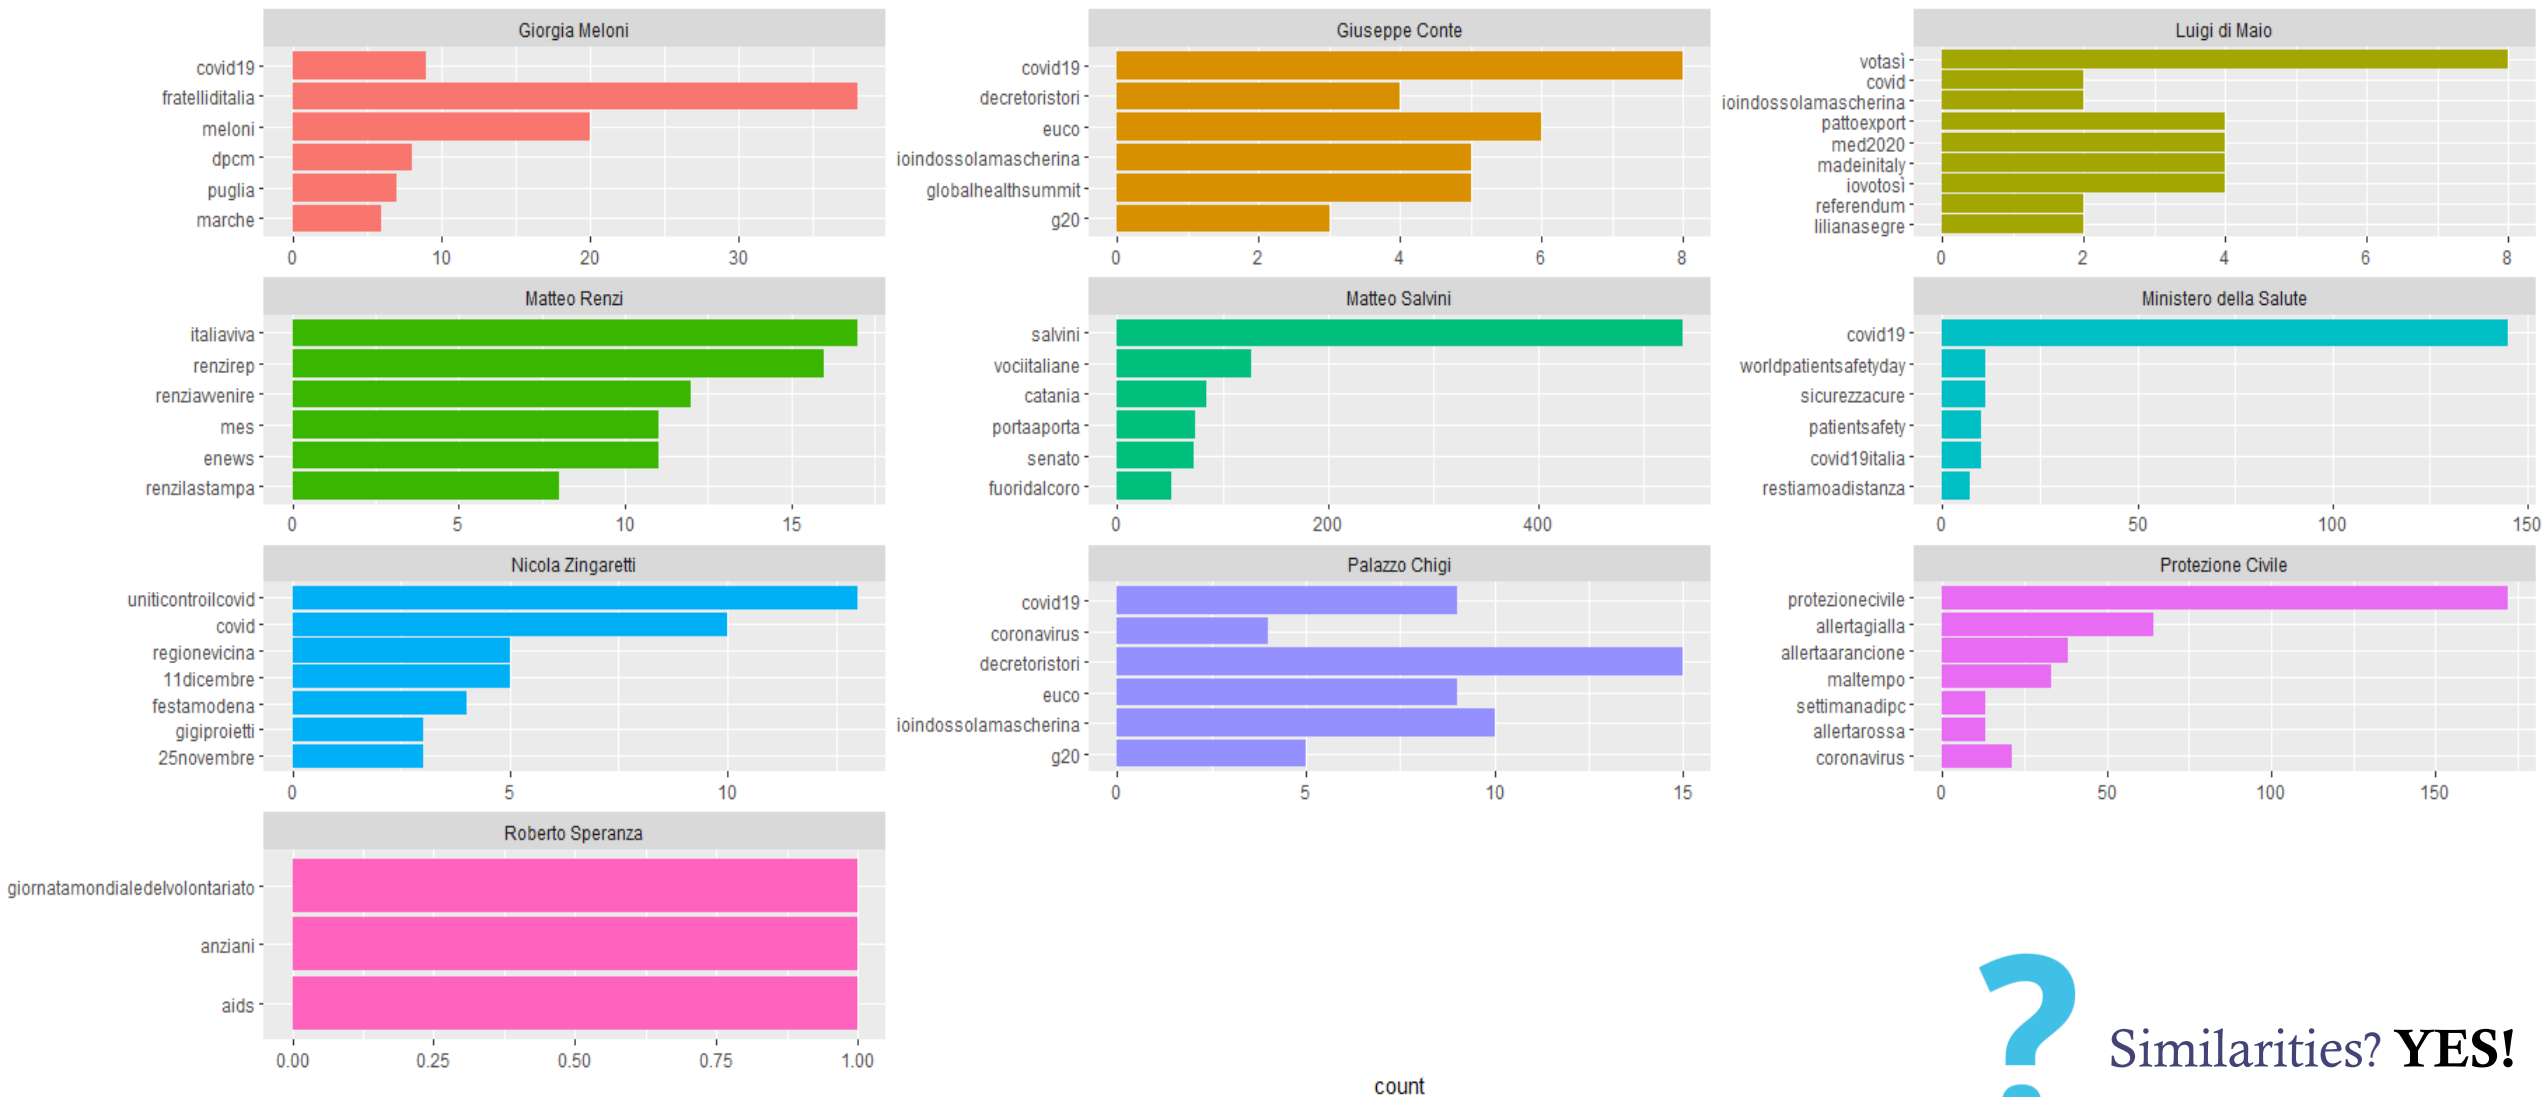 Giorgia Meloni
covid19
fratelliditalia
meloni
dpcm
puglia
marche
0 10 20 30
Giuseppe Conte
covid19
decretoristori
euco
ioindossolamascherina
globalhealthsummit
g20
0 2 4 6 8
Luigi di Maio
votasì
covid
ioindossolamascherina
pattoexport
med2020
madeinitaly
iovotosì
referendum
lilianasegre
0 2 4 6 8
Matteo Renzi
italiaviva
renzirep
renziavvenire
mes
enews
renzilastampa
0 5 10 15
Matteo Salvini
salvini
vociitaliane
catania
portaaporta
senato
fuoridalcoro
0 200 400
Ministero della Salute
covid19
worldpatientsafetyday
sicurezzacure
patientsafety
covid19italia
restiamoadistanza
0 50 100 150
Nicola Zingaretti
uniticontroilcovid
covid
regionevicina
11dicembre
festamodena
gigiproietti
25novembre
0 5 10
Palazzo Chigi
covid19
coronavirus
decretoristori
euco
ioindossolamascherina
g20
0 5 10 15
Protezione Civile
protezionecivile
allertagialla
allertaarancione
maltempo
settimanadipc
allertarossa
coronavirus
0 50 100 150
Roberto Speranza
giornatamondialedelvolontariato
anziani
aids
0.00 0.25 0.50 0.75 1.00
count
? Similarities? YES!